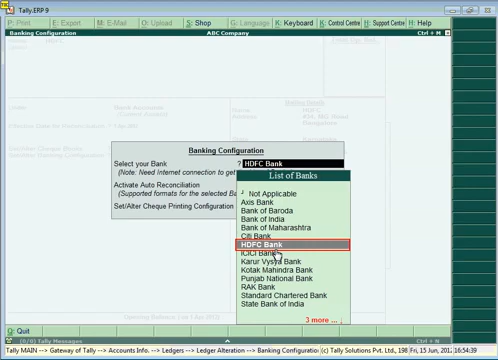 Tally.ERP 9
P: Print E: Export M: E-Mail O: Upload S: Shop G: Language K: Keyboard K: Control Centre H: Support Centre H: Help
Banking Configuration ABC Company Ctrl + M
Banking Configuration
Select your Bank ? HDFC Bank
(Note: Need Internet connection to get
Activate Auto Reconciliation
(Supported formats for the selected Ba
Set/Alter Cheque Printing Configuration
List of Banks
Not Applicable
Axis Bank
Bank of Baroda
Bank of India
Bank of Maharashtra
Citi Bank
HDFC Bank
ICICI Bank
Karur Vysya Bank
Kotak Mahindra Bank
Punjab National Bank
RAK Bank
Standard Chartered Bank
State Bank of India
3 more ...
Q: Quit
Tally Messages Ctrl + N
Tally MAIN --> Gateway of Tally --> Accounts Info. --> Ledgers --> Ledger Alteration --> Banking Configuration (c) Tally Solutions Pvt. Ltd., 198 Fri, 15 Jun, 2012 16:54:39